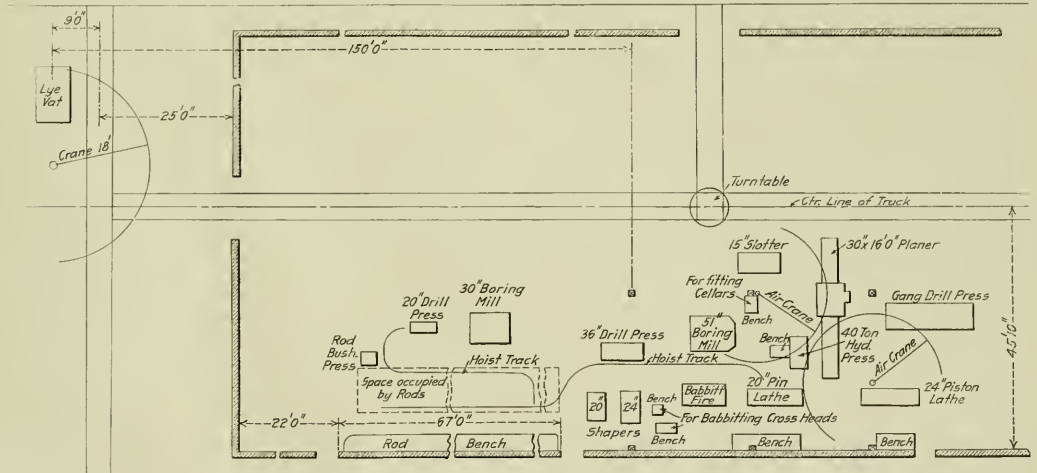 9'0"
150'0"
Lye
Vat
25'0"
Crane 18'
Turntable
Ctr. Line of Truck
15" Slotter
30"x 16'0" Planer
For fitting
Cellars
Air Crane
Bench
30" Boring
Mill
20" Drill
Press
Gang Drill Press
51"
Boring
Mill
36" Drill Press
Bench
40 Ton
Hyd.
Press
45'10"
Rod
Bush.
Press
Hoist Track
Hoist Track
Air Crane
Space occupied
by Rods
20" Pin
Lathe
24" Piston
Lathe
Babbitt
Fire
20"
24"
Bench
For Babbitting Cross Heads
Shapers
Bench
22'0"
67'0"
Rod Bench
Bench
Bench